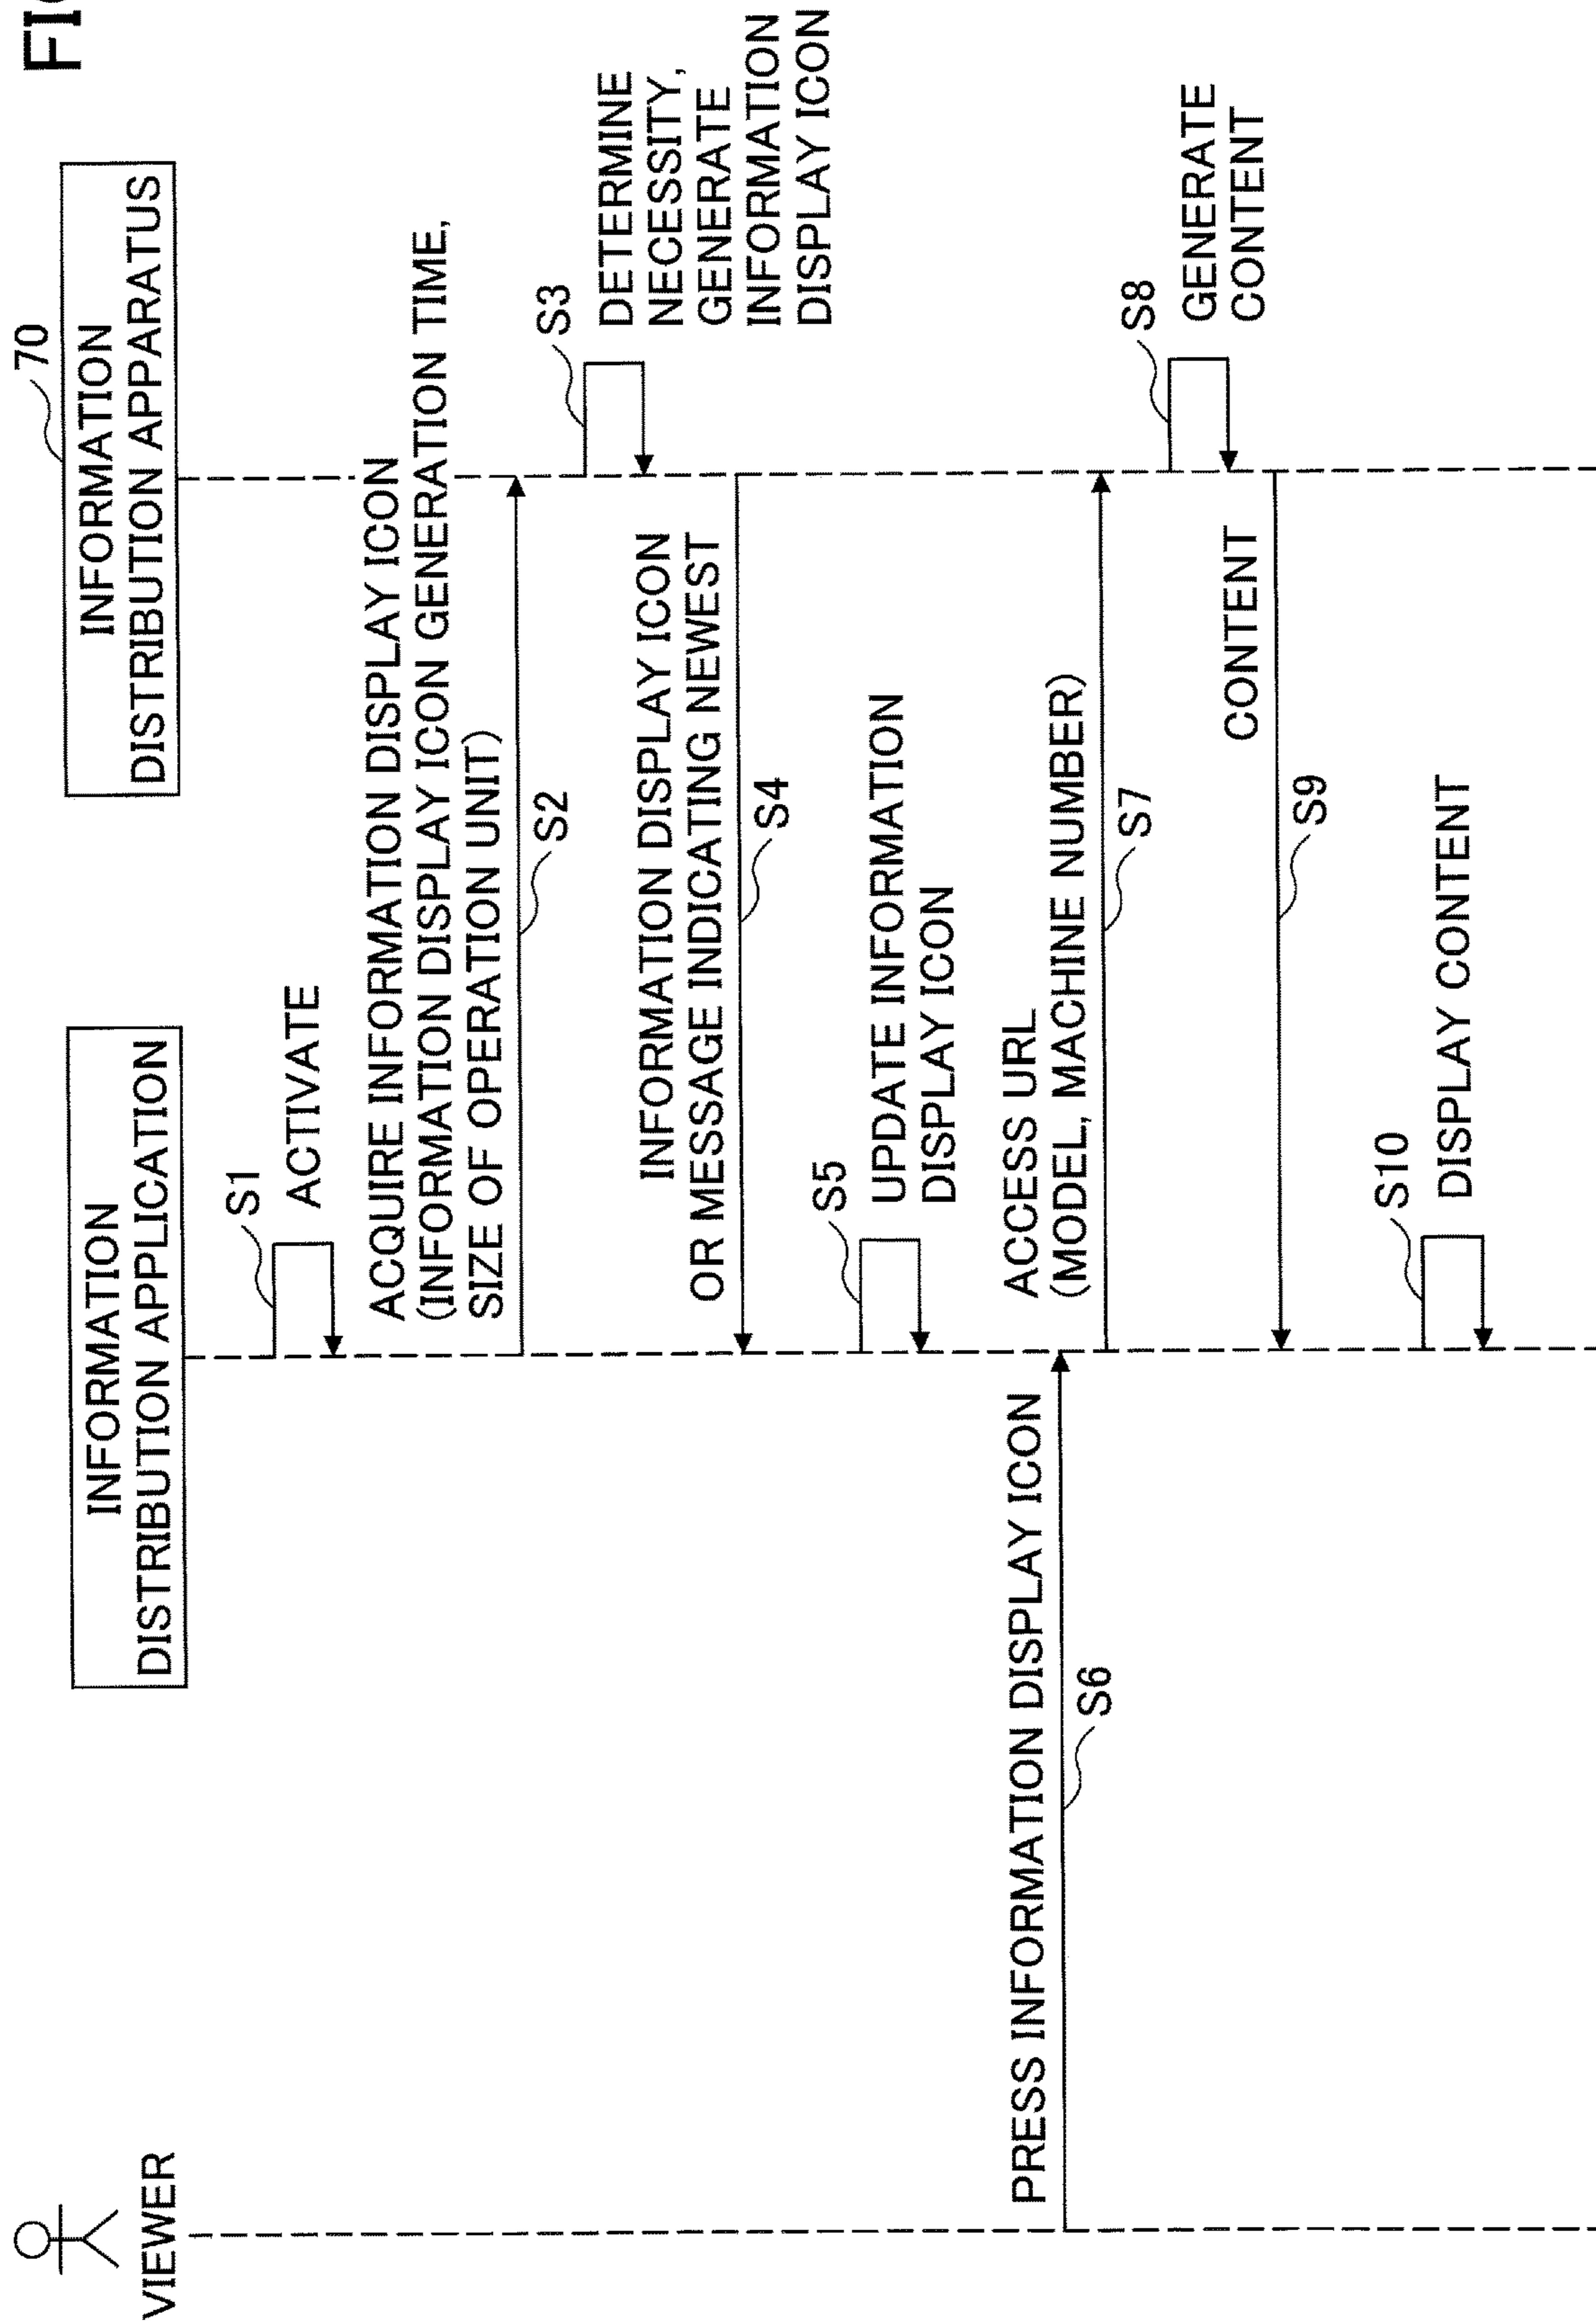 FIG
VIEWER
INFORMATION
DISTRIBUTION APPLICATION
70
INFORMATION
DISTRIBUTION APPARATUS
S1
ACTIVATE
ACQUIRE INFORMATION DISPLAY ICON
(INFORMATION DISPLAY ICON GENERATION TIME,
SIZE OF OPERATION UNIT)
S2
S3
DETERMINE
NECESSITY,
GENERATE
INFORMATION
DISPLAY ICON
INFORMATION DISPLAY ICON
OR MESSAGE INDICATING NEWEST
S4
S5
UPDATE INFORMATION
DISPLAY ICON
PRESS INFORMATION DISPLAY ICON
S6
ACCESS URL
(MODEL, MACHINE NUMBER)
S7
S8
GENERATE
CONTENT
CONTENT
S9
S10
DISPLAY CONTENT